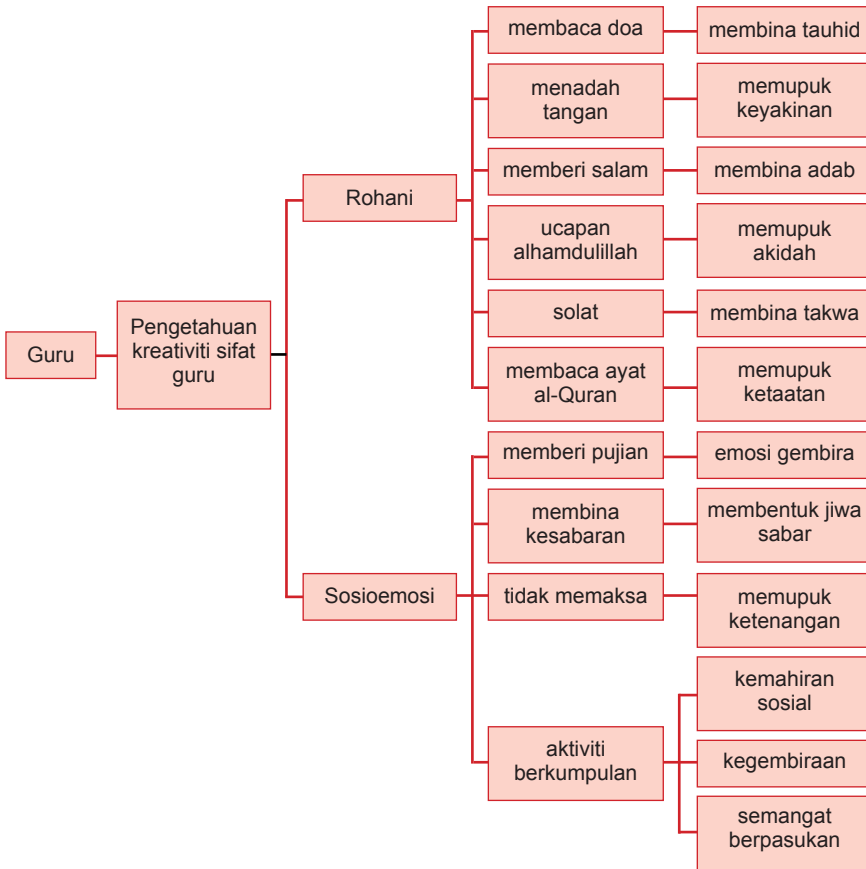 Guru
Pengetahuan
kreativiti sifat
guru
Rohani
membaca doa
membina tauhid
menadah
tangan
memupuk
keyakinan
memberi salam
membina adab
ucapan
alhamdulillah
memupuk
akidah
solat
membina takwa
membaca ayat
al-Quran
memupuk
ketaatan
Sosioemosi
memberi pujian
emosi gembira
membina
kesabaran
membentuk jiwa
sabar
tidak memaksa
memupuk
ketenangan
aktiviti
berkumpulan
kemahiran
sosial
kegembiraan
semangat
berpasukan